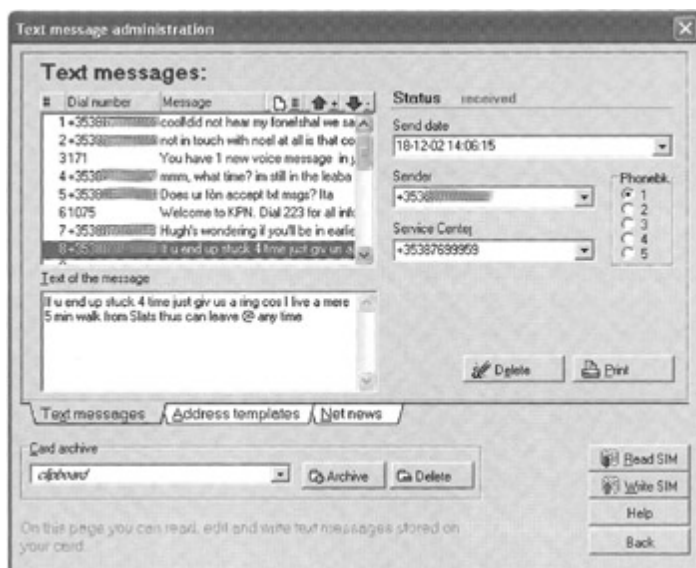 Text message administration
Text messages:
# Dial number Message
1 +3538 cool!did not hear my fone!shal we sa
2 +3538 not in touch with noel at all is that co
3 171 You have 1 new voice message in j
4 +3530 mmm, what time? im still in the leaba
5 +3538 Does ur fòn accept txt msgs? Ita
6 1075 Welcome to KPN. Dial 223 for all info
7 +3538 Hugh's wondering if you'll be in earlie
8 +353 If u end up stuck 4 time just giv us a
Text of the message
If u end up stuck 4 time just giv us a ring cos I live a mere
5 min walk from Slats thus can leave @ any time
Status received
Send date
18-12-02 14:06:15
Sender
+3538
Service Center
+35387699959
Phonebk.
1
2
3
4
5
Delete
Print
Text messages
Address templates
Net news
Card archive
clipboard
Archive
Delete
Read SIM
Write SIM
Help
Back
On this page you can read, edit and write text messages stored on
your card.